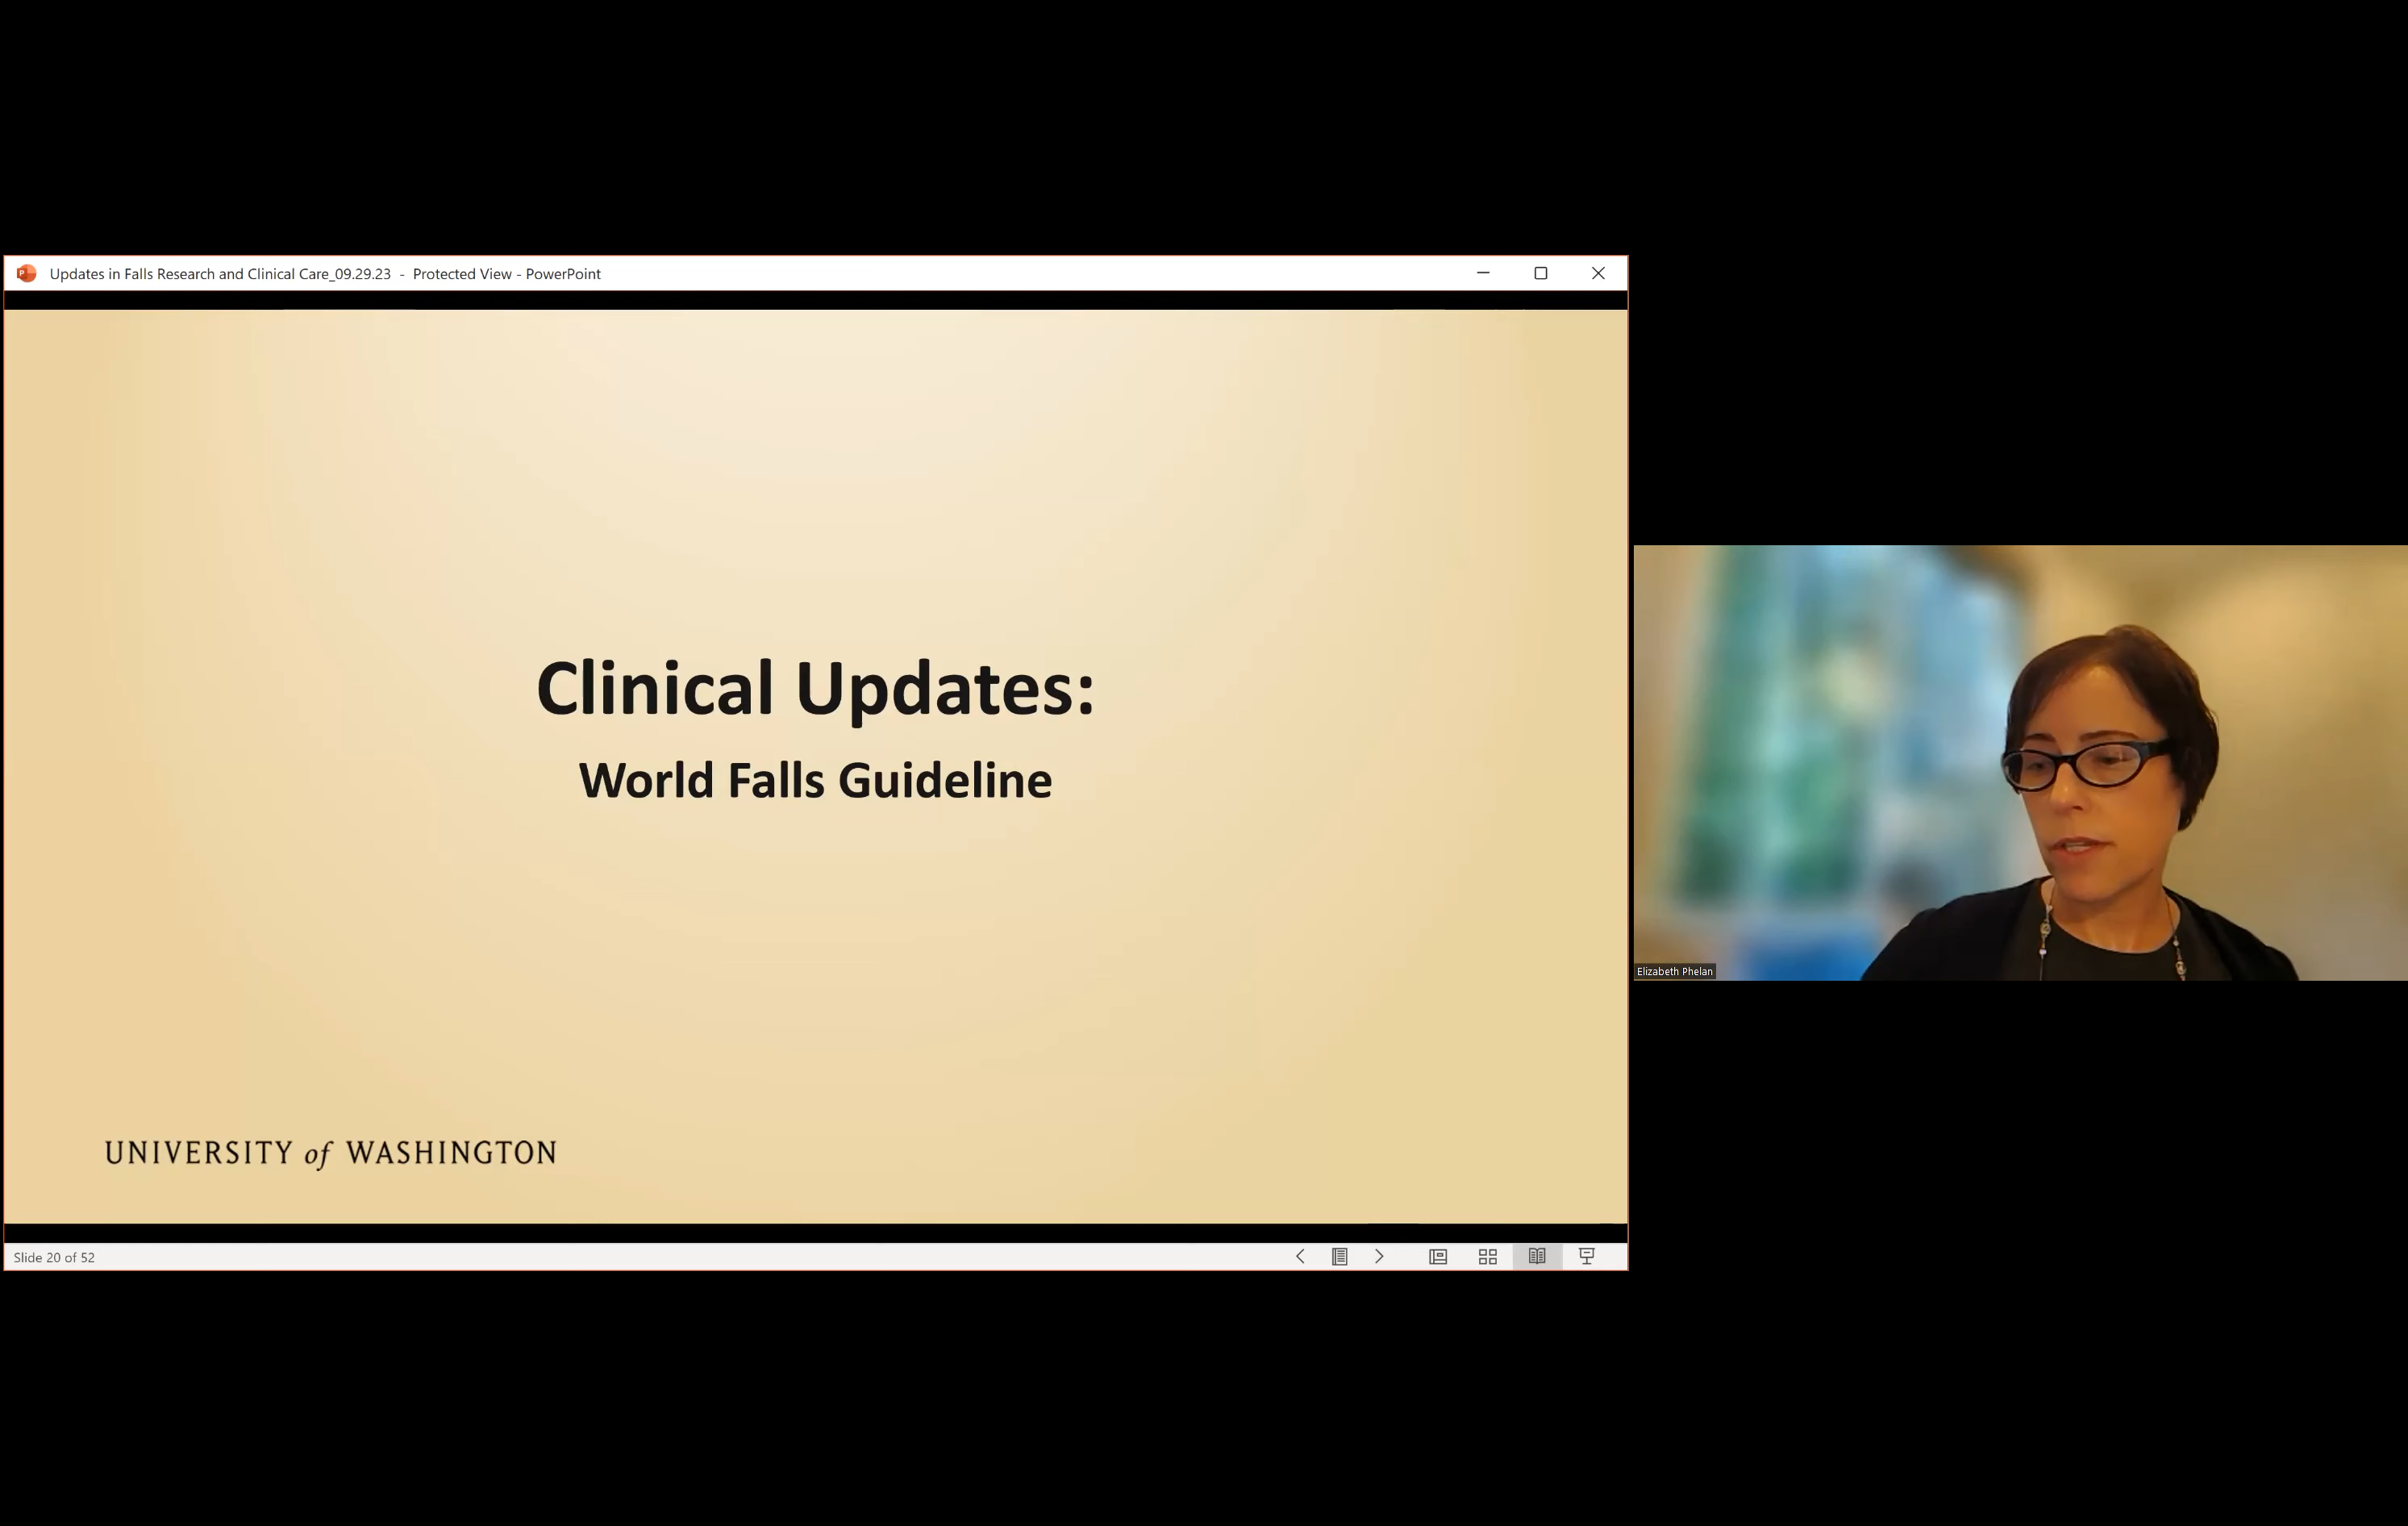 Updates in Falls Research and Clinical Care_09.29.23 - Protected View - PowerPoint
Clinical Updates:
World Falls Guideline
UNIVERSITY of WASHINGTON
Slide 20 of 52
Elizabeth Phelan